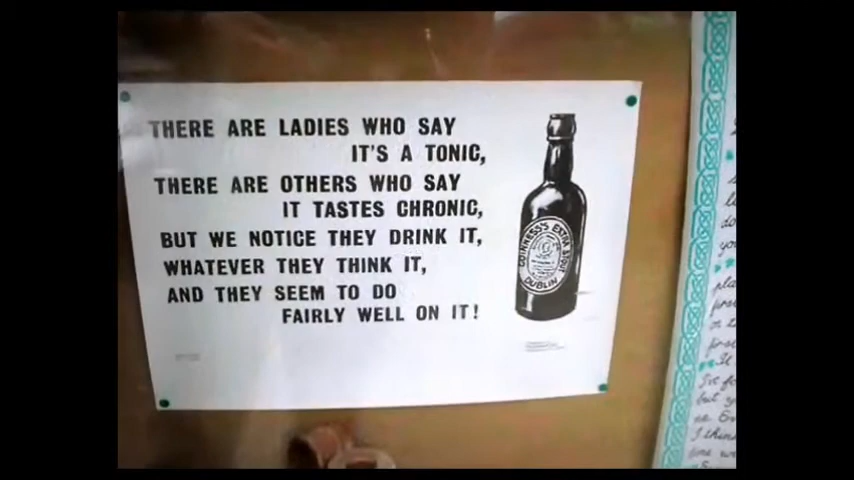 THERE ARE LADIES WHO SAY
IT'S A TONIC,
THERE ARE OTHERS WHO SAY
IT TASTES CHRONIC,
BUT WE NOTICE THEY DRINK IT,
WHATEVER THEY THINK IT,
AND THEY SEEM TO DO
FAIRLY WELL ON IT!
GUINNESS'S EXTRA STOUT
DUBLIN